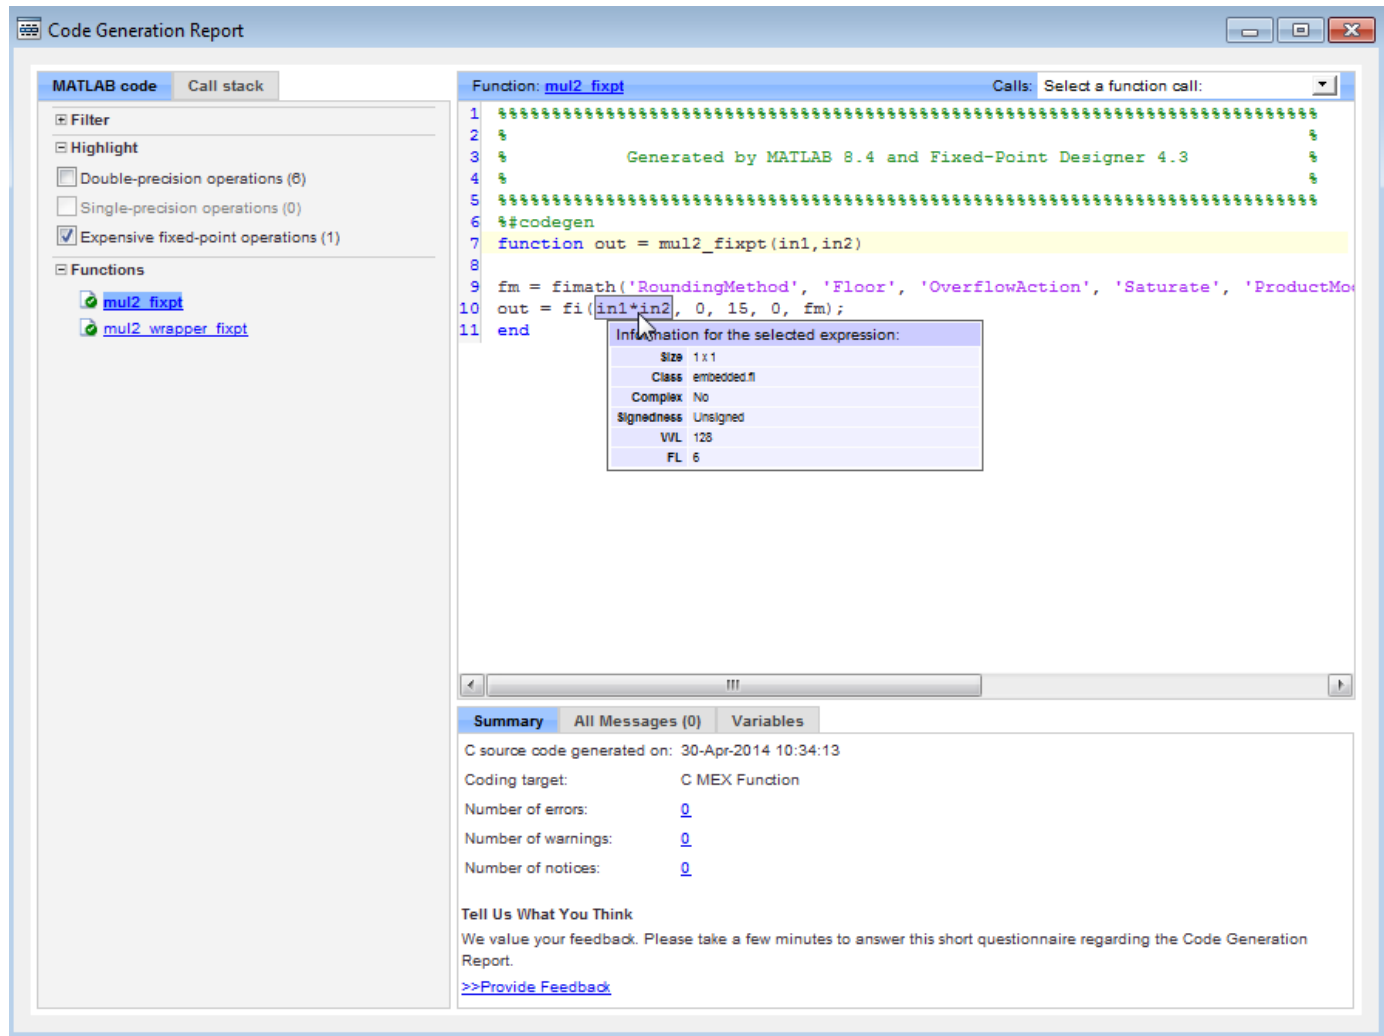 Code Generation Report
MATLAB code Call stack
Filter
Highlight
Double-precision operations (6)
Single-precision operations (0)
Expensive fixed-point operations (1)
Functions
mul2_fixpt
mul2_wrapper_fixpt
Function: mul2_fixpt Calls: Select a function call:
1 %%%%%%%%%%%%%%%%%%%%%%%%%%%%%%%%%%%%%%%%%%%%%%%%%%%%%%%%%%%%%%%%%%%%%%%%%%%%
2 % %
3 % Generated by MATLAB 8.4 and Fixed-Point Designer 4.3 %
4 % %
5 %%%%%%%%%%%%%%%%%%%%%%%%%%%%%%%%%%%%%%%%%%%%%%%%%%%%%%%%%%%%%%%%%%%%%%%%%%%%
6 %#codegen
7 function out = mul2_fixpt(in1,in2)
8
9 fm = fimath('RoundingMethod', 'Floor', 'OverflowAction', 'Saturate', 'ProductMo
10 out = fi(in1*in2, 0, 15, 0, fm);
11 end
Information for the selected expression:
Size 1 x 1
Class embedded.fi
Complex No
Signedness Unsigned
WL 128
FL 6
Summary All Messages (0) Variables
C source code generated on: 30-Apr-2014 10:34:13
Coding target: C MEX Function
Number of errors: 0
Number of warnings: 0
Number of notices: 0
Tell Us What You Think
We value your feedback. Please take a few minutes to answer this short questionnaire regarding the Code Generation
Report.
>>Provide Feedback